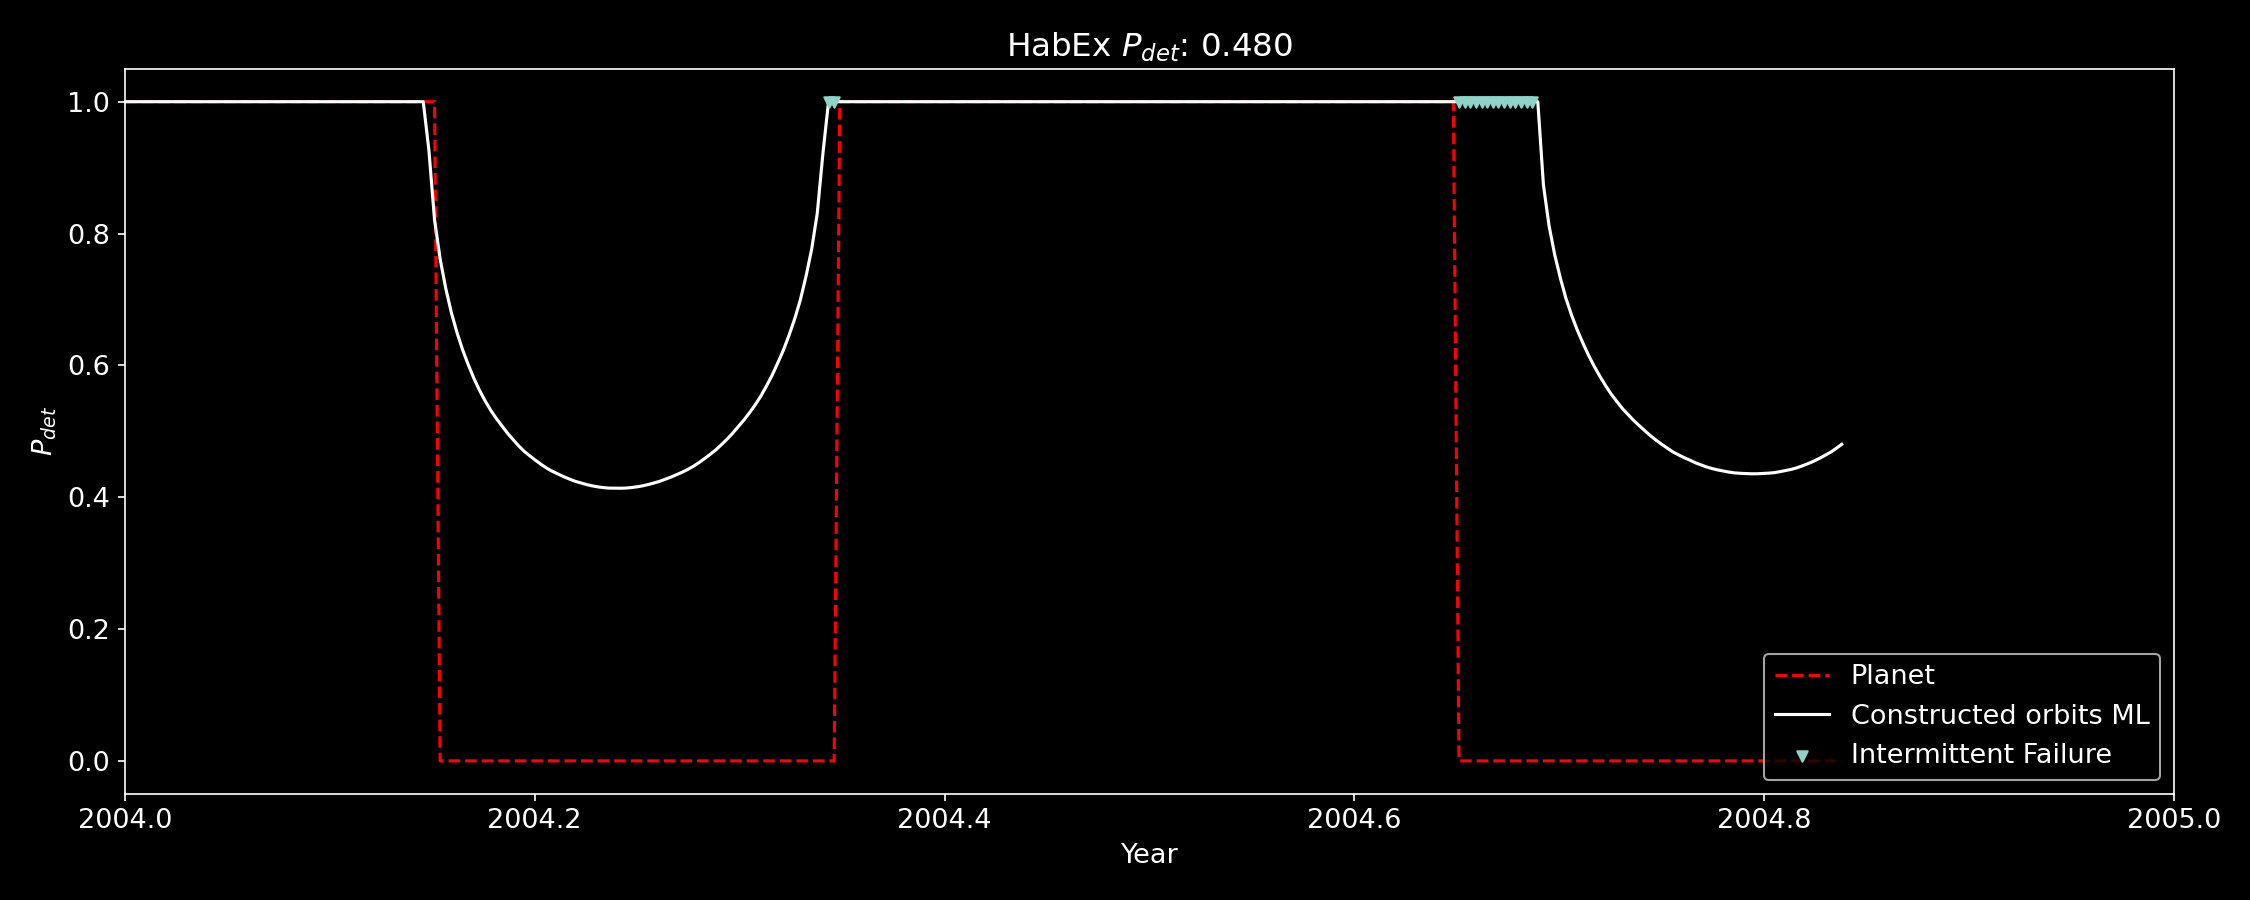 HabEx P_det: 0.480
1.0
0.8
0.6
0.4
0.2
0.0
P_det
2004.0 2004.2 2004.4 2004.6 2004.8 2005.0
Year
Planet
Constructed orbits ML
Intermittent Failure